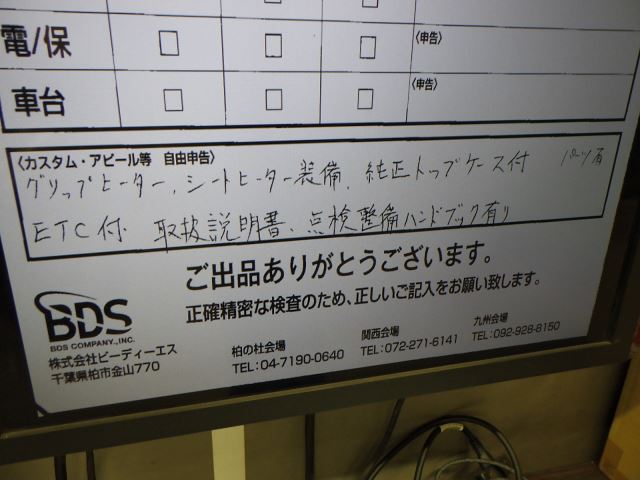 電/保 □ □ □ 〈申告〉
車台 □ □ □ 〈申告〉
〈カスタム・アピール等 自由申告〉
グリップヒーター、シートヒーター装備、純正トップケース付 パーツ有
ETC付 取扱説明書、点検整備ハンドブック有り
ご出品ありがとうございます。
正確精密な検査のため、正しいご記入をお願い致します。
BDS
BDS COMPANY., INC.
株式会社ビーディーエス
千葉県柏市金山770
柏の杜会場
TEL:04-7190-0640
関西会場
TEL:072-271-6141
九州会場
TEL:092-928-8150